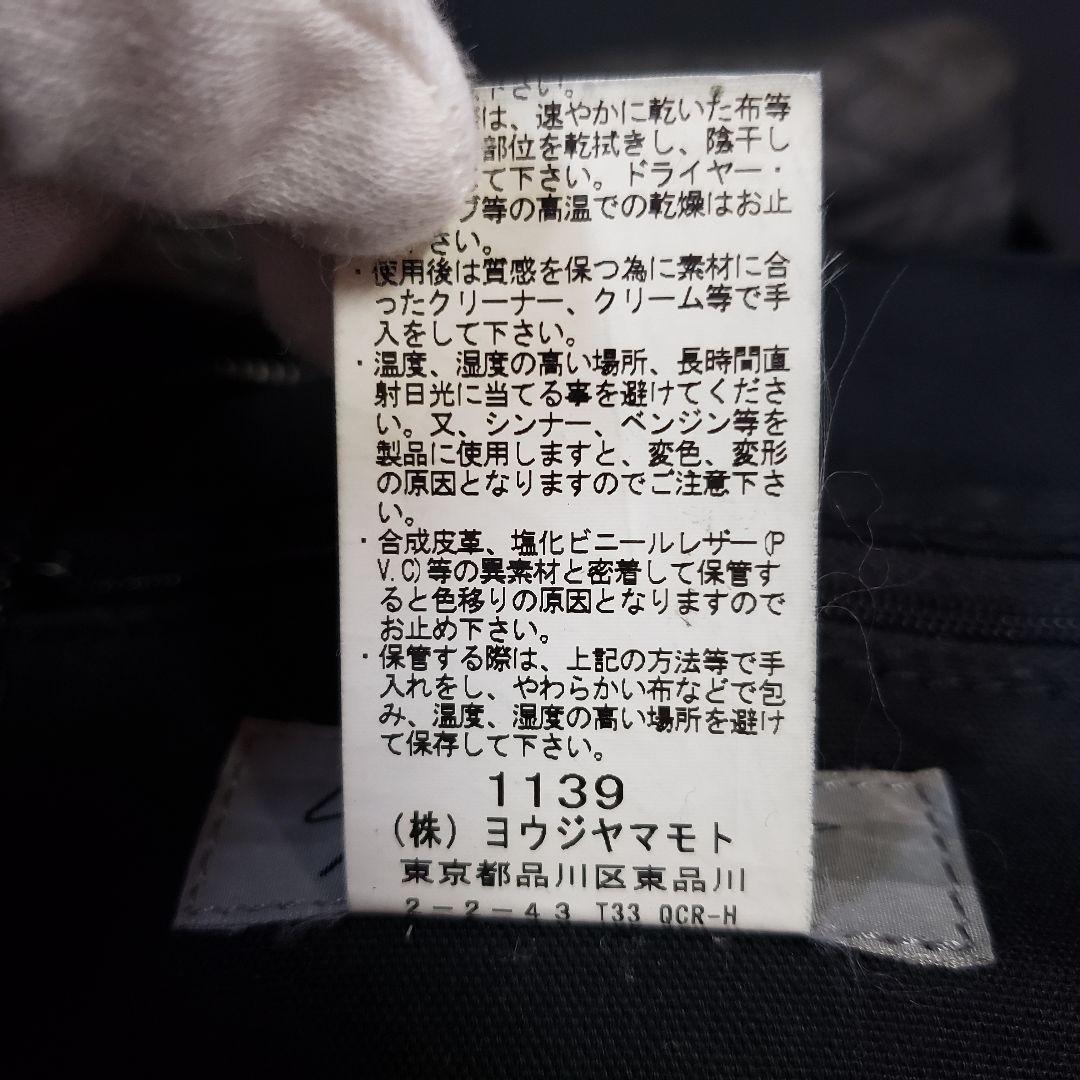 下さい。
は、速やかに乾いた布等
部位を乾拭きし、陰干し
て下さい。ドライヤー・
ブ等の高温での乾燥はお止
さい。
・使用後は質感を保つ為に素材に合
ったクリーナー、クリーム等で手
入をして下さい。
・温度、湿度の高い場所、長時間直
射日光に当てる事を避けてくださ
い。又、シンナー、ベンジン等を
製品に使用しますと、変色、変形
の原因となりますのでご注意下さ
い。
・合成皮革、塩化ビニールレザー(P
V.C)等の異素材と密着して保管す
ると色移りの原因となりますので
お止め下さい。
・保管する際は、上記の方法等で手
入れをし、やわらかい布などで包
み、温度、湿度の高い場所を避け
て保存して下さい。
1139
(株)ヨウジヤマモト
東京都品川区東品川
2-2-43 T33 QCR-H